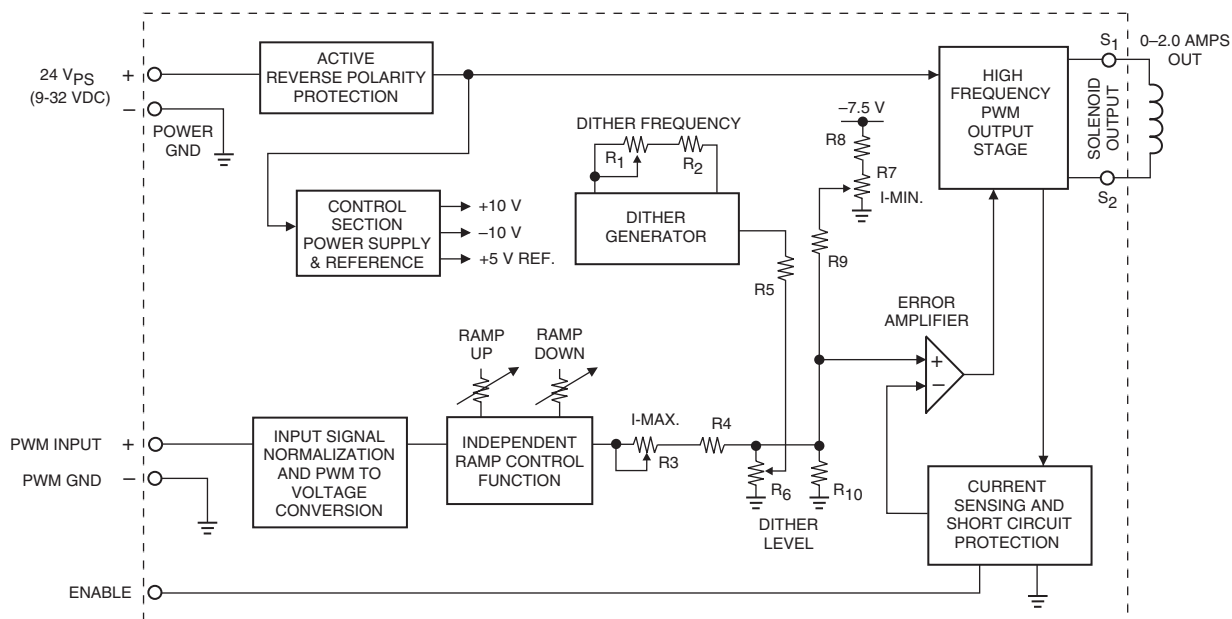 24 VPS
(9-32 VDC)
+
−
POWER
GND
ACTIVE
REVERSE POLARITY
PROTECTION
CONTROL
SECTION
POWER SUPPLY
& REFERENCE
+10 V
−10 V
+5 V REF.
DITHER FREQUENCY
R1
R2
DITHER
GENERATOR
R5
−7.5 V
R8
R7
I-MIN.
R9
HIGH
FREQUENCY
PWM
OUTPUT
STAGE
SOLENOID
OUTPUT
S1
S2
0–2.0 AMPS
OUT
ERROR
AMPLIFIER
+
−
RAMP
UP
RAMP
DOWN
PWM INPUT
+
PWM GND
−
INPUT SIGNAL
NORMALIZATION
AND PWM TO
VOLTAGE
CONVERSION
INDEPENDENT
RAMP CONTROL
FUNCTION
I-MAX.
R3
R4
R6
R10
DITHER
LEVEL
CURRENT
SENSING AND
SHORT CIRCUIT
PROTECTION
ENABLE